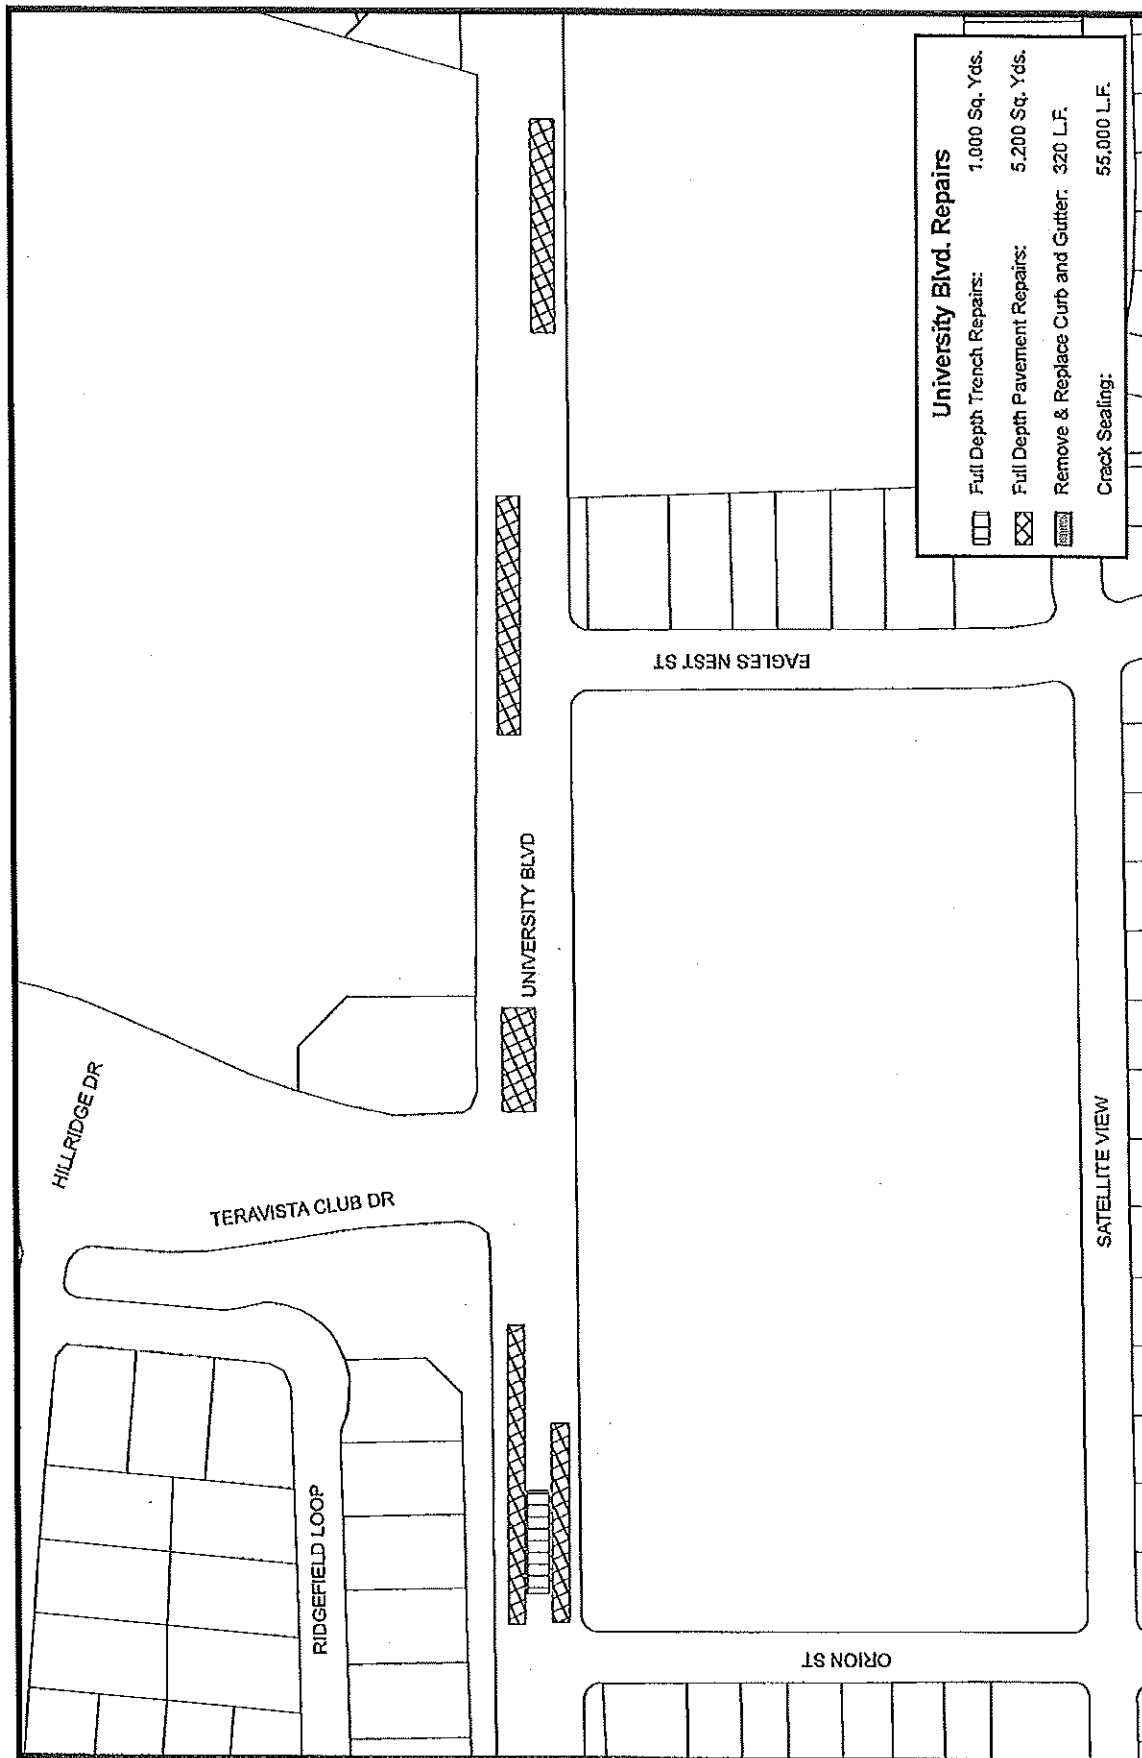 HILLRIDGE DR
TERAVISTA CLUB DR
RIDGEFIELD LOOP
UNIVERSITY BLVD
EAGLES NEST ST
ORION ST
SATELLITE VIEW
University Blvd. Repairs
Full Depth Trench Repairs: 1,000 Sq. Yds.
Full Depth Pavement Repairs: 5,200 Sq. Yds.
Remove & Replace Curb and Gutter: 320 L.F.
Crack Sealing: 55,000 L.F.